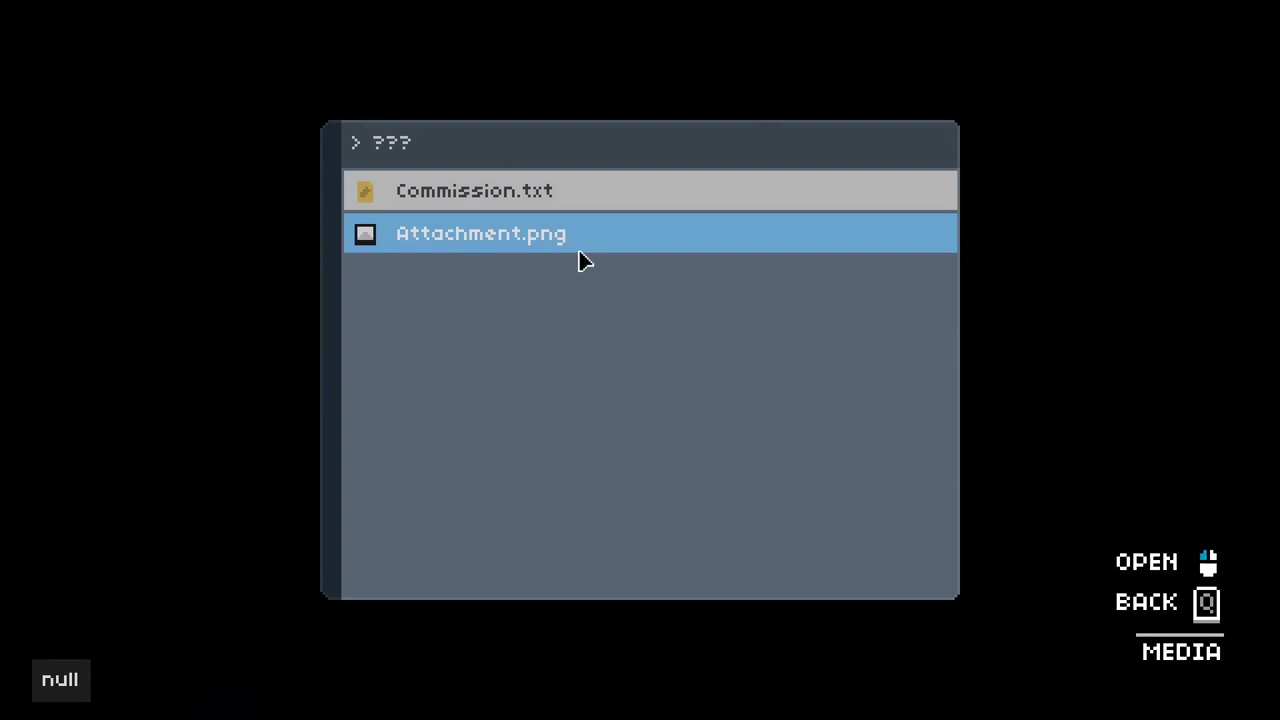 > ???
Commission.txt
Attachment.png
OPEN
BACK Q
MEDIA
null